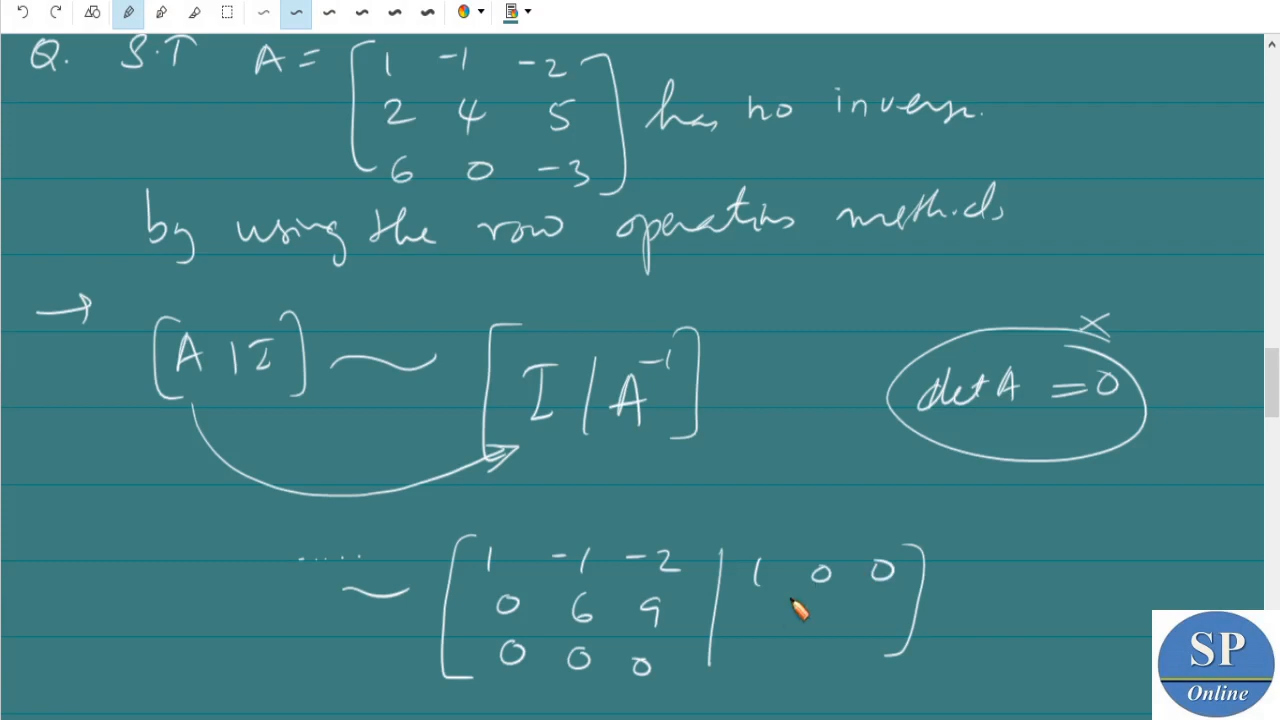 Q. S.T A = [ 1 -1 -2
2 4 5
6 0 -3 ] has no inverse.
by using the row operations methods
→ [A | I] ~ [I | A⁻¹]
det A = 0 ×
.....
~ [ 1 -1 -2 | 1 0 0
0 6 9 |
0 0 0 | ]
SP
Online